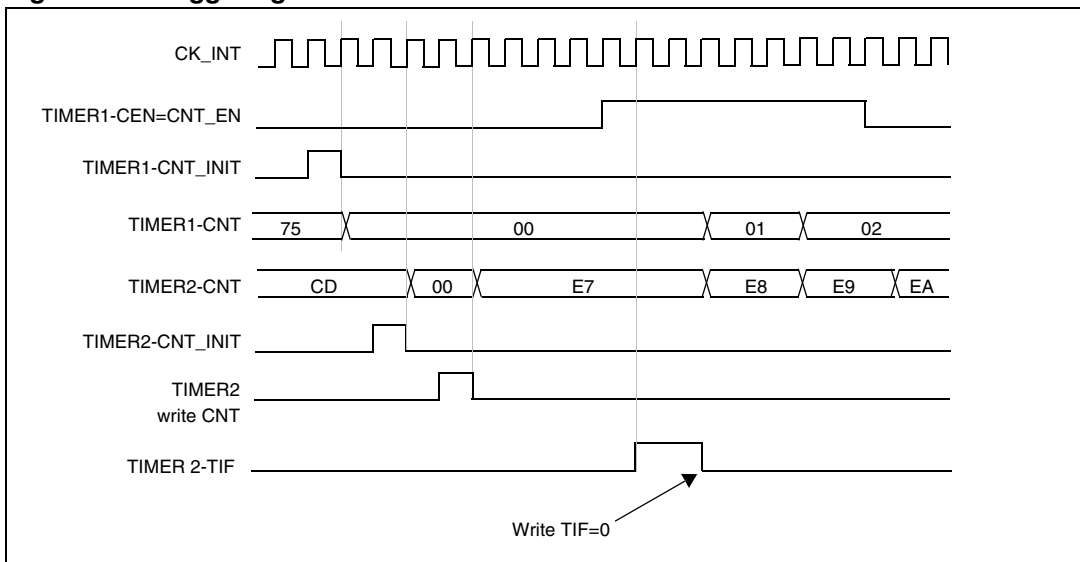 CK_INT
TIMER1-CEN=CNT_EN
TIMER1-CNT_INIT
TIMER1-CNT 75 00 01 02
TIMER2-CNT CD 00 E7 E8 E9 EA
TIMER2-CNT_INIT
TIMER2
write CNT
TIMER 2-TIF
Write TIF=0